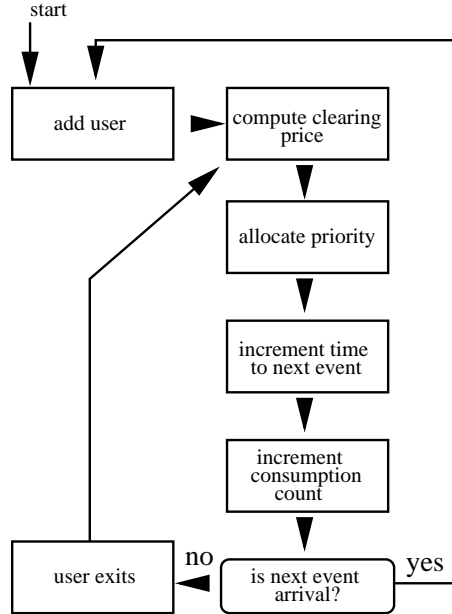 start
add user
compute clearing
price
allocate priority
increment time
to next event
increment
consumption
count
is next event
arrival?
yes
no
user exits